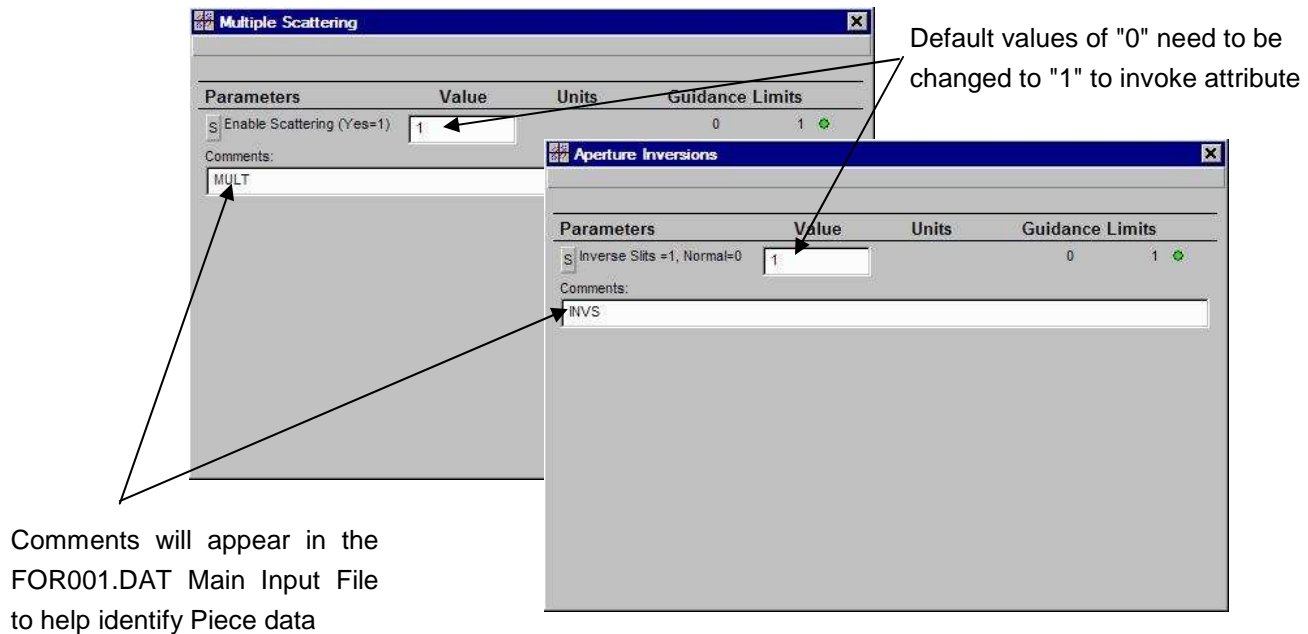 Multiple Scattering
Default values of "0" need to be
changed to "1" to invoke attribute
Parameters Value Units Guidance Limits
S Enable Scattering (Yes=1) 1 0 1
Comments:
MULT
Aperture Inversions
Parameters Value Units Guidance Limits
S Inverse Slits =1, Normal=0 1 0 1
Comments:
INVS
Comments will appear in the
FOR001.DAT Main Input File
to help identify Piece data